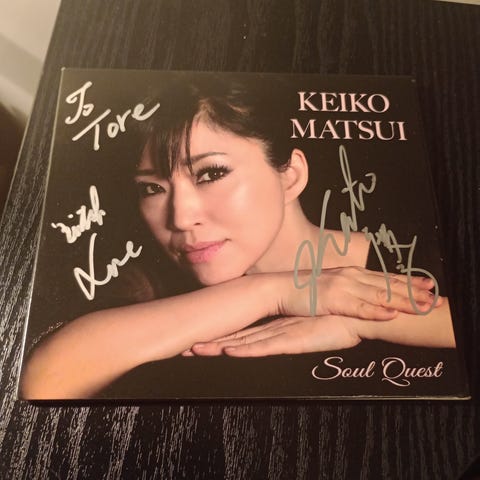 To
Tore
KEIKO
MATSUI
with
Love
Soul Quest